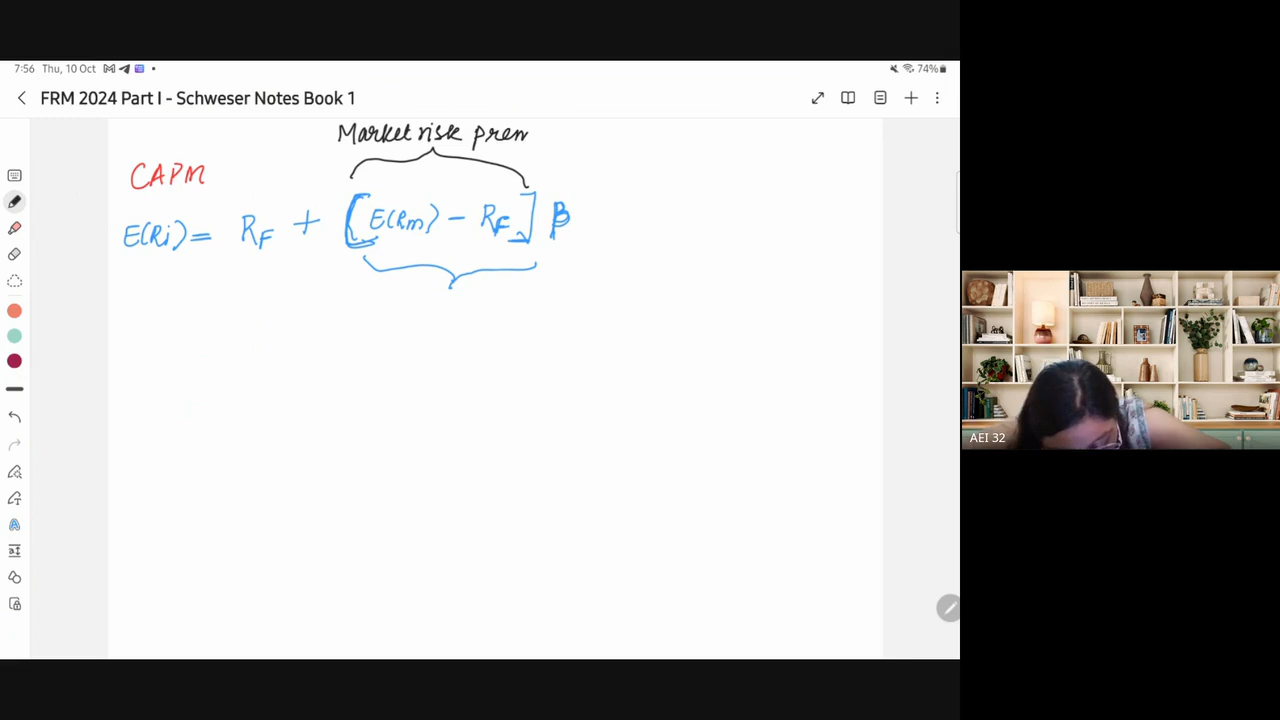 7:56 Thu, 10 Oct
74%
FRM 2024 Part I - Schweser Notes Book 1
Market risk prem
CAPM
E(Ri) = RF + [E(Rm) - RF] β
AEI 32